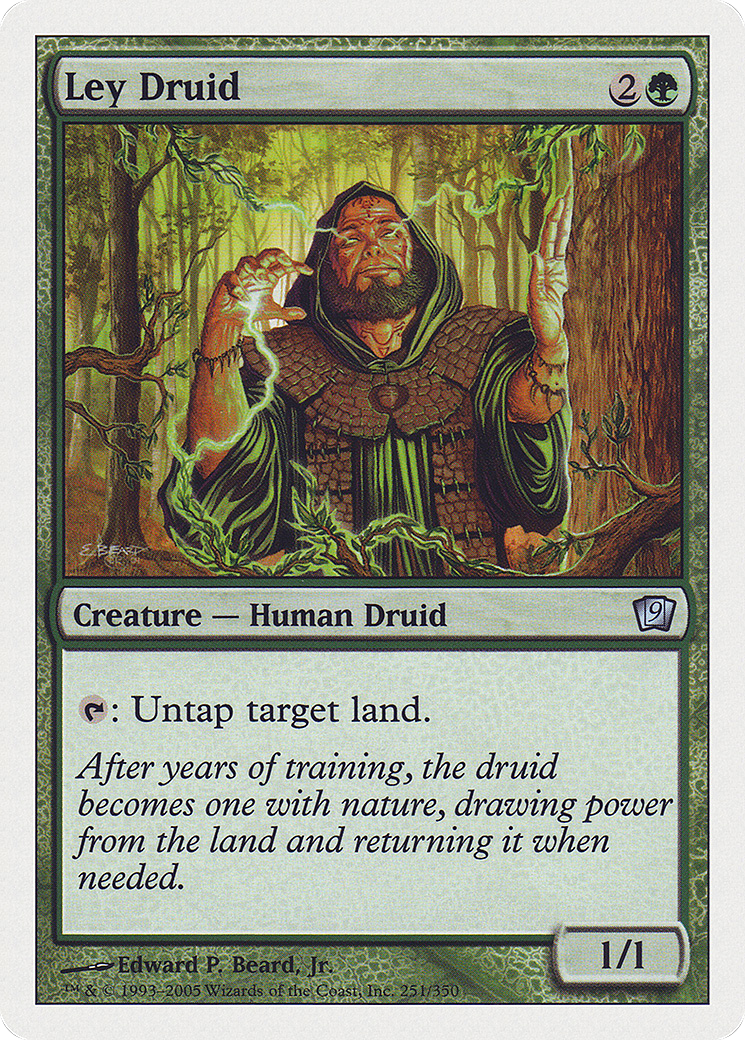 Ley Druid 2
E. BEARD
Creature — Human Druid 9
: Untap target land.
After years of training, the druid
becomes one with nature, drawing power
from the land and returning it when
needed.
1/1
Edward P. Beard, Jr.
™ & © 1993–2005 Wizards of the Coast, Inc. 251/350